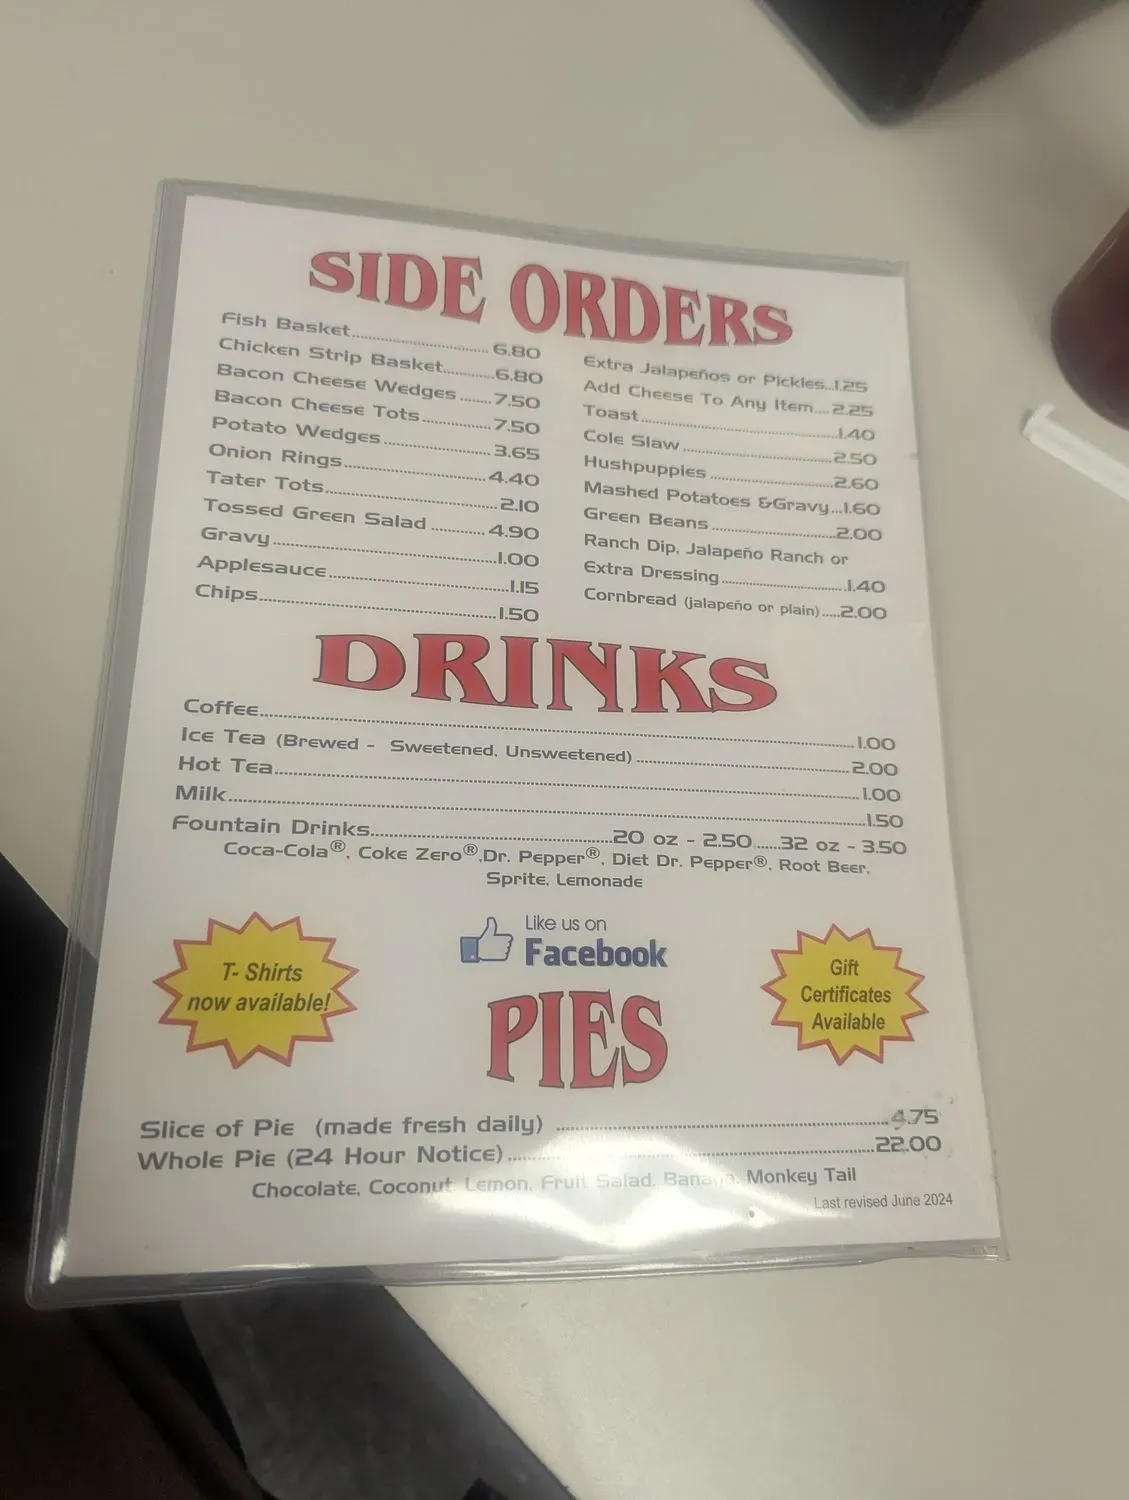 SIDE ORDERS
Fish Basket 6.80
Chicken Strip Basket 6.80
Bacon Cheese Wedges 7.50
Bacon Cheese Tots 7.50
Potato Wedges 3.65
Onion Rings 4.40
Tater Tots 2.10
Tossed Green Salad 4.90
Gravy 1.00
Applesauce 1.15
Chips 1.50
Extra Jalapeños or Pickles 1.25
Add Cheese To Any Item 2.25
Toast 1.40
Cole Slaw 2.50
Hushpuppies 2.60
Mashed Potatoes &Gravy 1.60
Green Beans 2.00
Ranch Dip, Jalapeño Ranch or
Extra Dressing 1.40
Cornbread (jalapeño or plain) 2.00
DRINKS
Coffee 1.00
Ice Tea (Brewed - Sweetened, Unsweetened) 2.00
Hot Tea 1.00
Milk 1.50
Fountain Drinks 20 oz - 2.50 32 oz - 3.50
Coca-Cola®, Coke Zero®,Dr. Pepper®, Diet Dr. Pepper®, Root Beer,
Sprite, Lemonade
T- Shirts
now available!
Like us on
Facebook
Gift
Certificates
Available
PIES
Slice of Pie (made fresh daily) 4.75
Whole Pie (24 Hour Notice) 22.00
Chocolate, Coconut, Lemon, Fruit Salad, Banana, Monkey Tail
Last revised June 2024